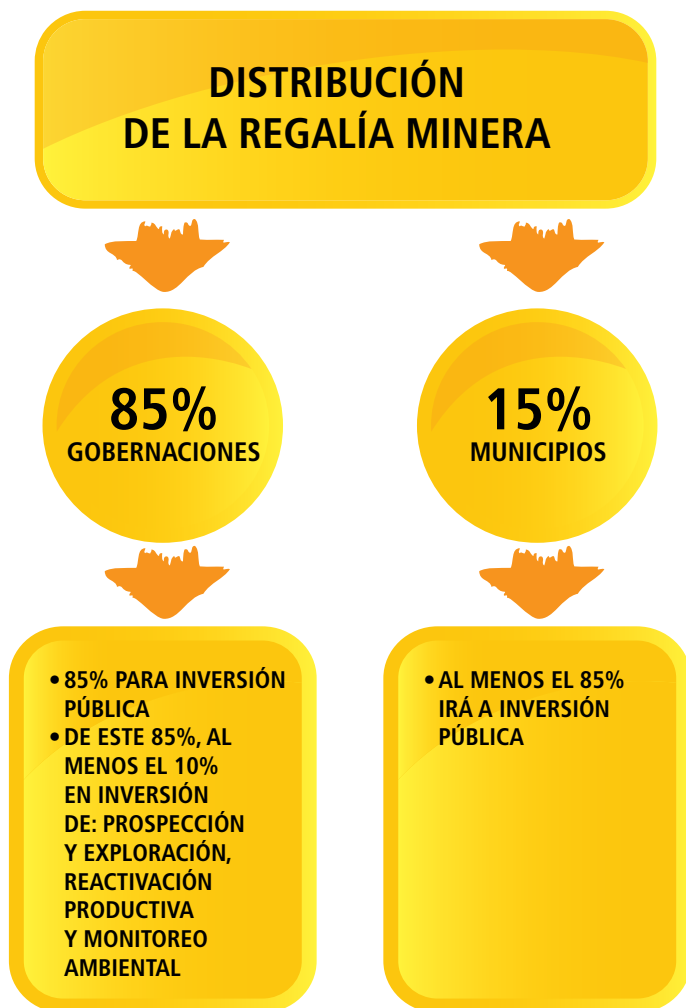 DISTRIBUCIÓN
DE LA REGALÍA MINERA
85%
GOBERNACIONES
15%
MUNICIPIOS
• 85% PARA INVERSIÓN
PÚBLICA
• DE ESTE 85%, AL
MENOS EL 10%
EN INVERSIÓN
DE: PROSPECCIÓN
Y EXPLORACIÓN,
REACTIVACIÓN
PRODUCTIVA
Y MONITOREO
AMBIENTAL
• AL MENOS EL 85%
IRÁ A INVERSIÓN
PÚBLICA